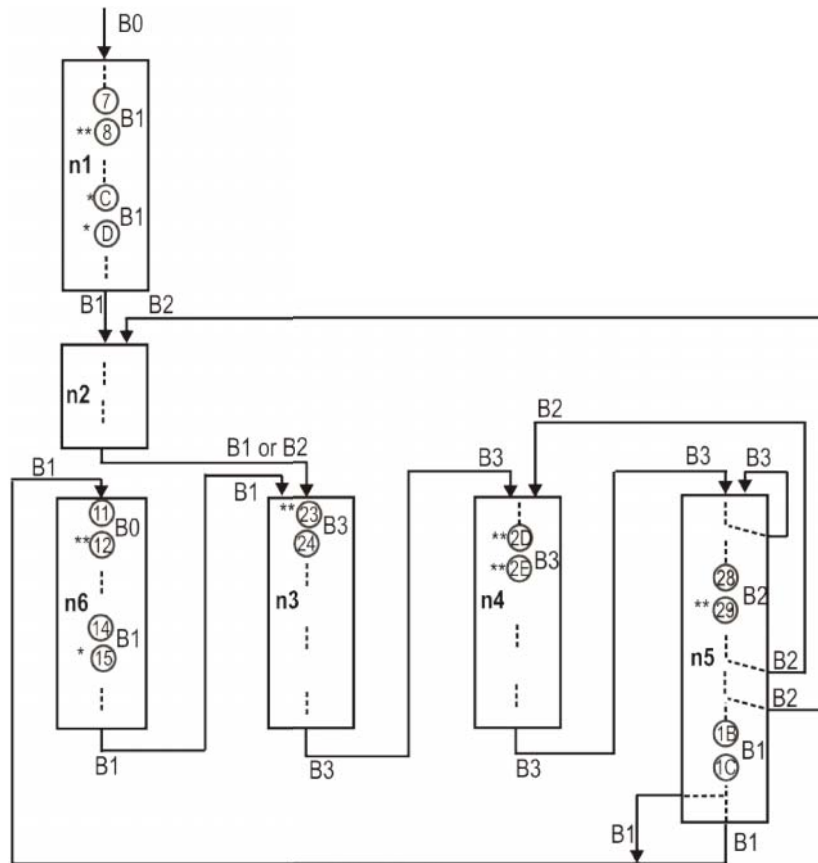 B0
7
B1
** 8
n1
* C
B1
* D
B1 B2
n2
B1 or B2
B2
B1
B1
B3
B3
B3
11
B0
** 12
n6
14
B1
* 15
** 23
B3
24
n3
** 2D
B3
** 2E
n4
28
** 29
B2
n5
B2
B2
1B
B1
1C
B1
B3
B3
B1
B1